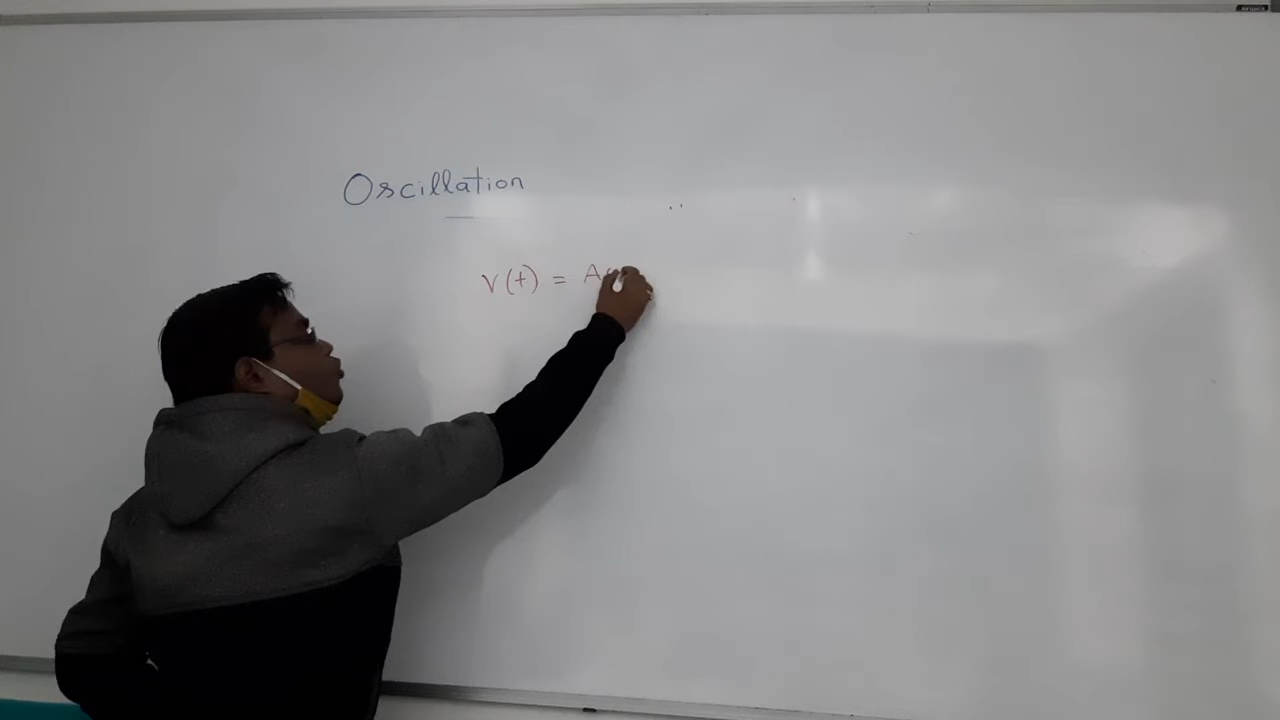 Oscillation
V(t) = A